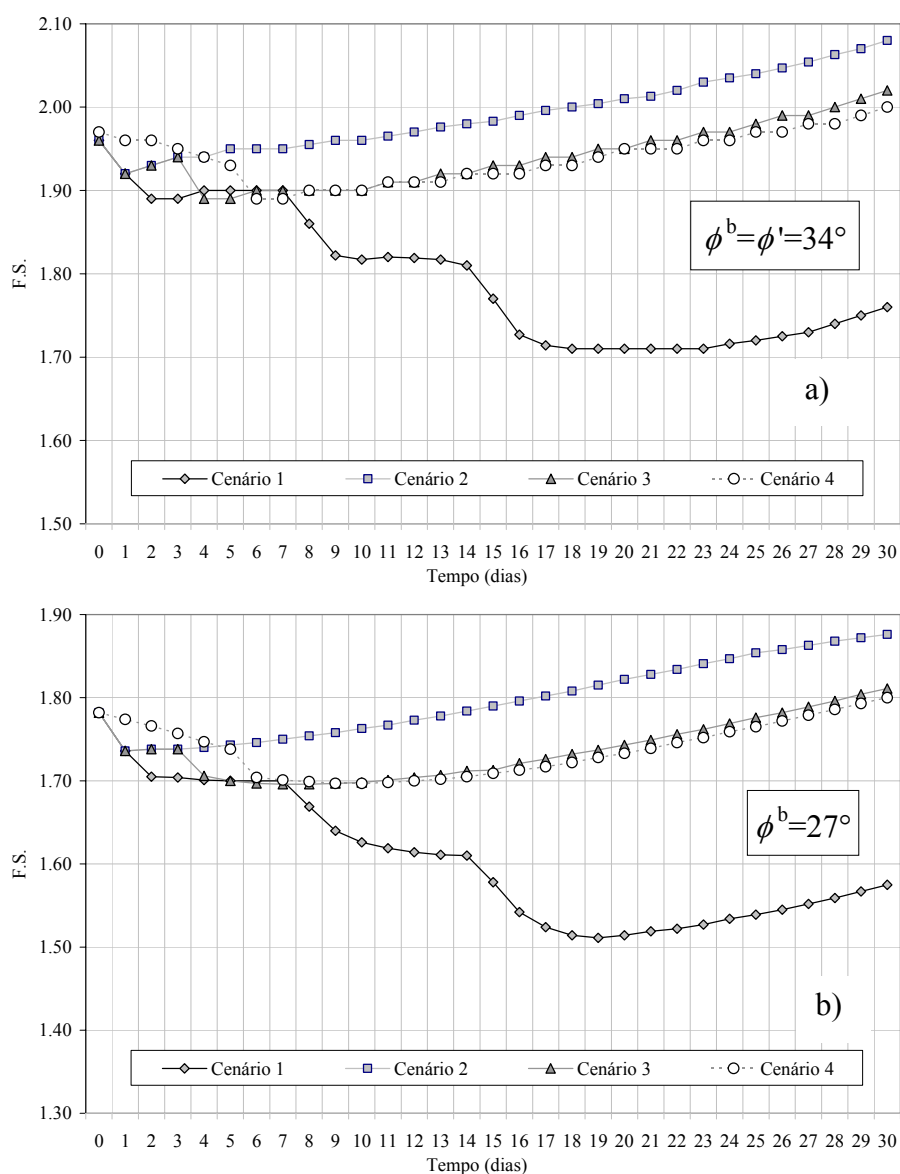 2.10
2.00
1.90
1.80
1.70
1.60
1.50
F.S.
ϕᵇ=ϕ'=34°
a)
Cenário 1 Cenário 2 Cenário 3 Cenário 4
0 1 2 3 4 5 6 7 8 9 10 11 12 13 14 15 16 17 18 19 20 21 22 23 24 25 26 27 28 29 30
Tempo (dias)
1.90
1.80
1.70
1.60
1.50
1.40
1.30
F.S.
ϕᵇ=27°
b)
Cenário 1 Cenário 2 Cenário 3 Cenário 4
0 1 2 3 4 5 6 7 8 9 10 11 12 13 14 15 16 17 18 19 20 21 22 23 24 25 26 27 28 29 30
Tempo (dias)